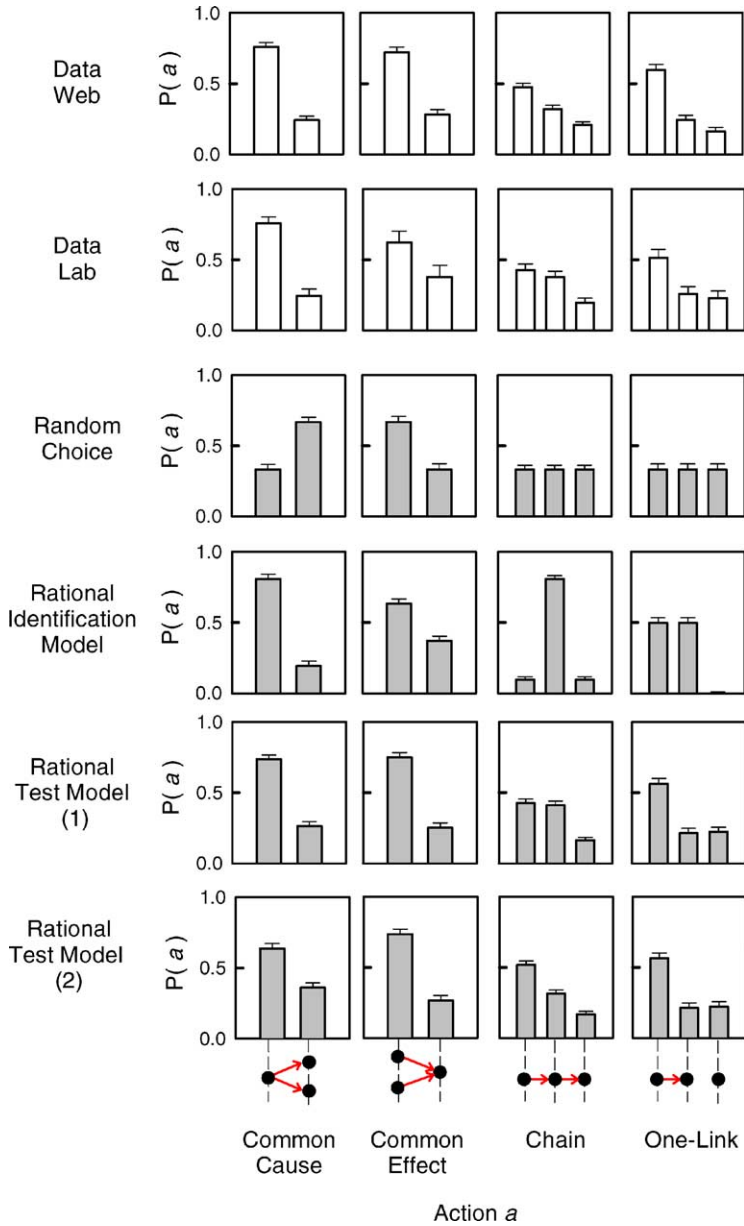 Data
Web
P(a)
1.0
0.5
0.0
Data
Lab
P(a)
1.0
0.5
0.0
Random
Choice
P(a)
1.0
0.5
0.0
Rational
Identification
Model
P(a)
1.0
0.5
0.0
Rational
Test Model
(1)
P(a)
1.0
0.5
0.0
Rational
Test Model
(2)
P(a)
1.0
0.5
0.0
Common
Cause
Common
Effect
Chain
One-Link
Action a